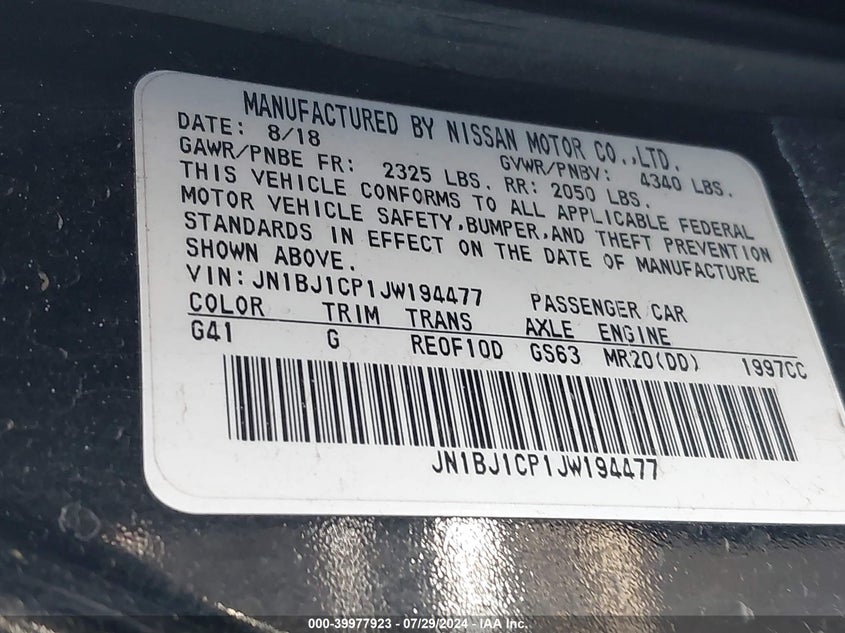 MANUFACTURED BY NISSAN MOTOR CO.,LTD.
DATE: 8/18 GVWR/PNBV: 4340 LBS.
GAWR/PNBE FR: 2325 LBS. RR: 2050 LBS.
THIS VEHICLE CONFORMS TO ALL APPLICABLE FEDERAL
MOTOR VEHICLE SAFETY,BUMPER,AND THEFT PREVENTION
STANDARDS IN EFFECT ON THE DATE OF MANUFACTURE
SHOWN ABOVE.
VIN:JN1BJ1CP1JW194477 PASSENGER CAR
COLOR TRIM TRANS AXLE ENGINE
G41 G RE0F10D GS63 MR20(DD) 1997CC
JN1BJ1CP1JW194477
000-39977923 - 07/29/2024 - IAA Inc.